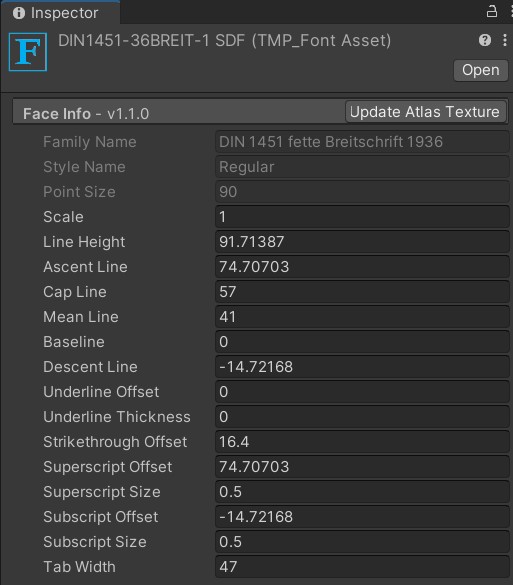 Inspector
DIN1451-36BREIT-1 SDF (TMP_Font Asset)
Open
Face Info - v1.1.0 Update Atlas Texture
Family Name DIN 1451 fette Breitschrift 1936
Style Name Regular
Point Size 90
Scale 1
Line Height 91.71387
Ascent Line 74.70703
Cap Line 57
Mean Line 41
Baseline 0
Descent Line -14.72168
Underline Offset 0
Underline Thickness 0
Strikethrough Offset 16.4
Superscript Offset 74.70703
Superscript Size 0.5
Subscript Offset -14.72168
Subscript Size 0.5
Tab Width 47